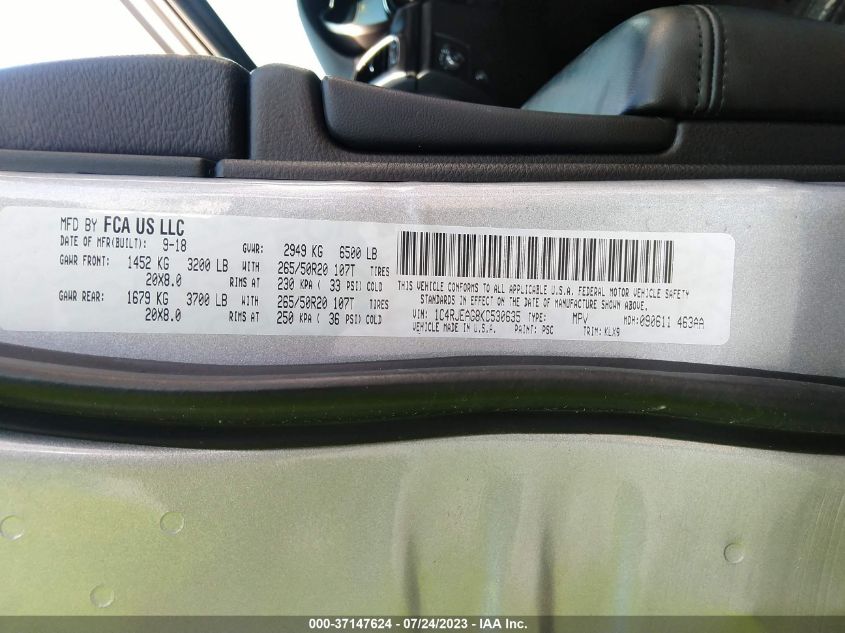 MFD BY FCA US LLC
DATE OF MFR(BUILT): 9-18 GVWR: 2949 KG 6500 LB
GAWR FRONT: 1452 KG 3200 LB WITH 265/50R20 107T TIRES
20X8.0 RIMS AT 230 KPA ( 33 PSI) COLD
GAWR REAR: 1679 KG 3700 LB WITH 265/50R20 107T TIRES
20X8.0 RIMS AT 250 KPA ( 36 PSI) COLD
THIS VEHICLE CONFORMS TO ALL APPLICABLE U.S.A. FEDERAL MOTOR VEHICLE SAFETY
STANDARDS IN EFFECT ON THE DATE OF MANUFACTURE SHOWN ABOVE.
VIN: 1C4RJEAG8KC530635 TYPE: MPV MDH: 090611 463AA
VEHICLE MADE IN U.S.A. PAINT: PSC TRIM: KLX9
000-37147624 - 07/24/2023 - www.iaai.com